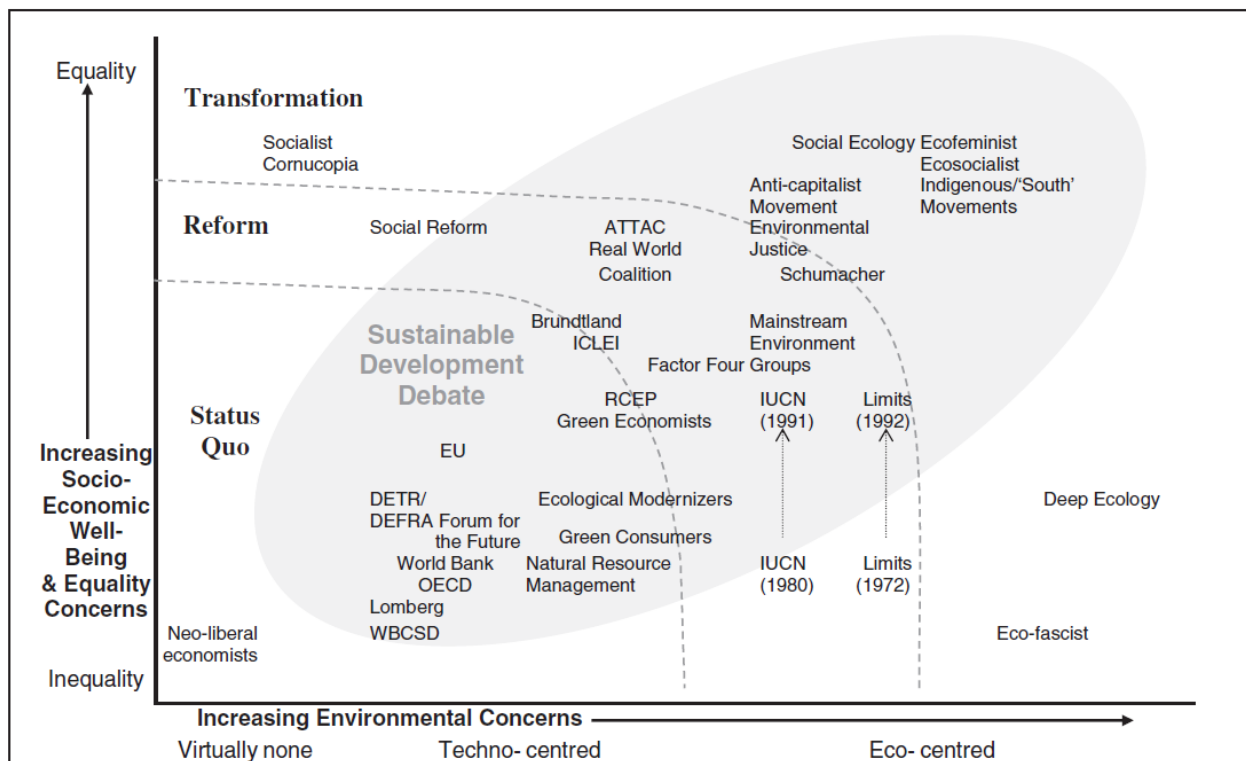 Equality
Transformation
Socialist
Cornucopia
Social Ecology
Ecofeminist
Ecosocialist
Indigenous/‘South’
Movements
Anti-capitalist
Movement
Environmental
Justice
Reform
Social Reform
ATTAC
Real World
Coalition
Schumacher
Sustainable
Development
Debate
Brundtland
ICLEI
Mainstream
Environment
Factor Four Groups
Status
Quo
RCEP
Green Economists
IUCN
(1991)
Limits
(1992)
EU
Increasing
Socio-
Economic
Well-
Being
& Equality
Concerns
DETR/
DEFRA Forum for
the Future
Ecological Modernizers
Green Consumers
Deep Ecology
World Bank
OECD
Natural Resource
Management
IUCN
(1980)
Limits
(1972)
Lomberg
WBCSD
Neo-liberal
economists
Eco-fascist
Inequality
Increasing Environmental Concerns
Virtually none
Techno- centred
Eco- centred